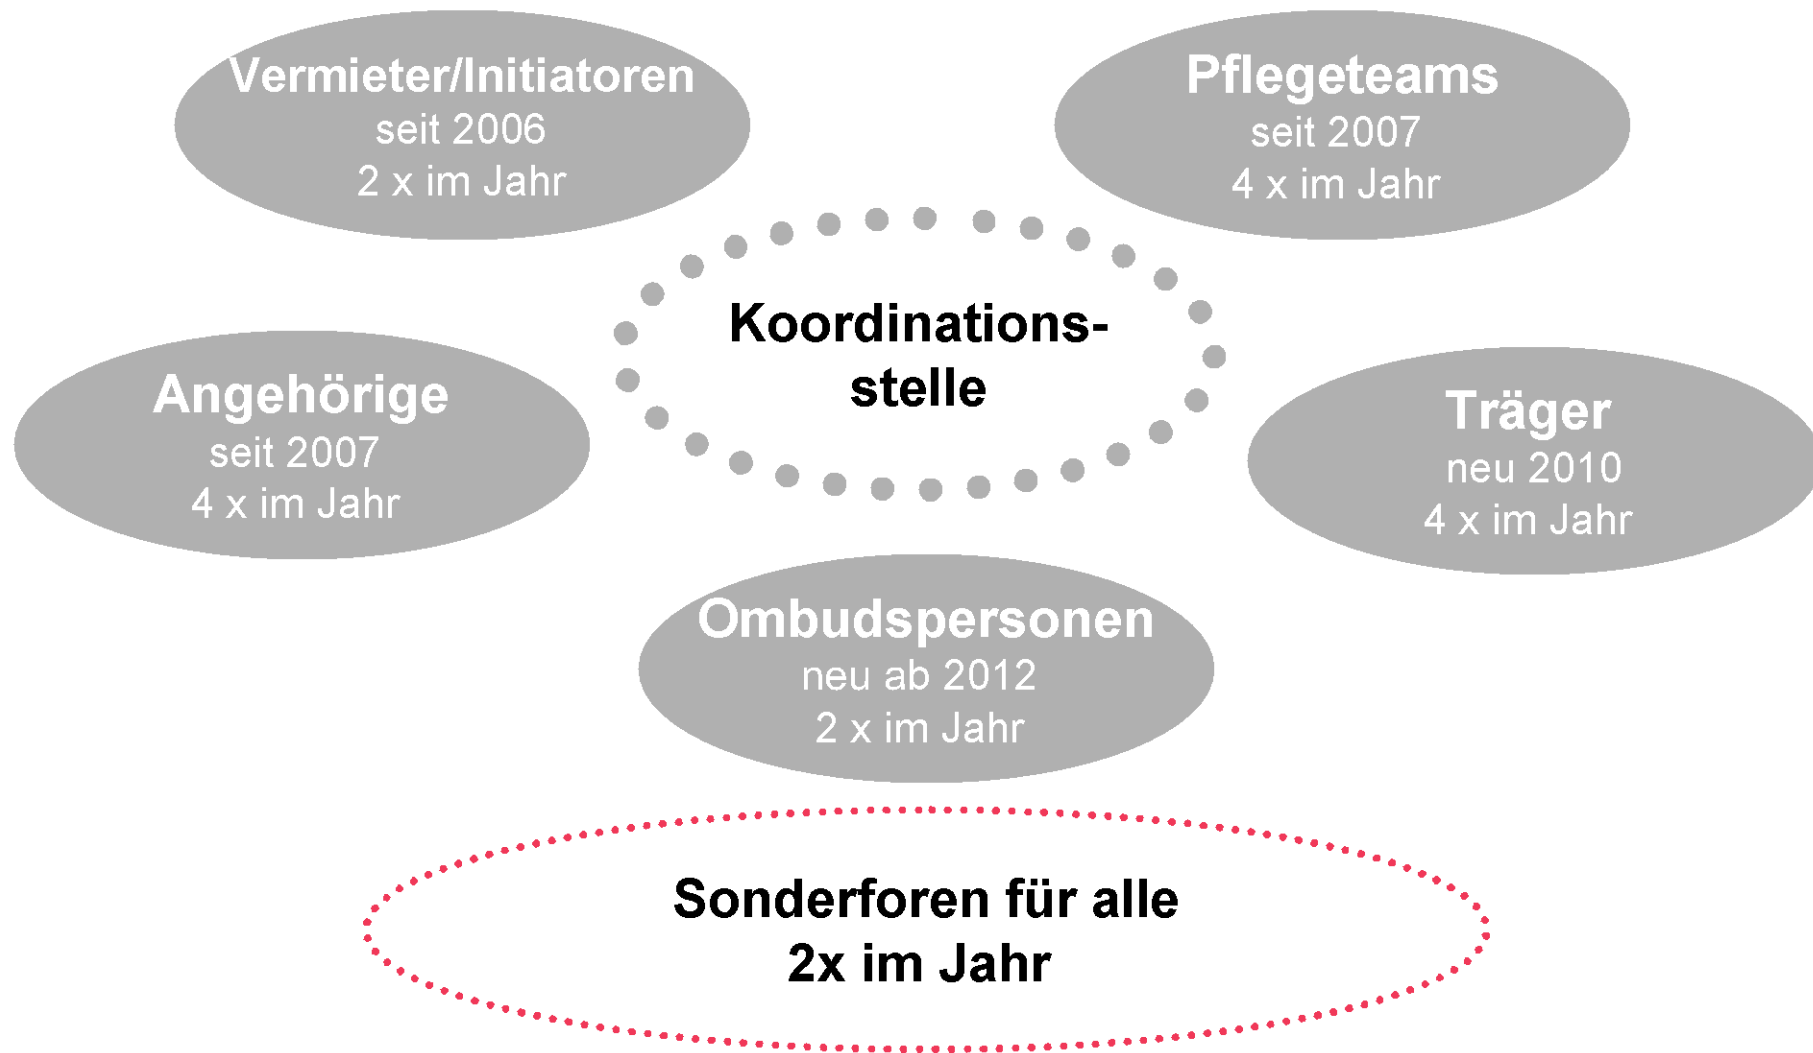 Vermieter/Initiatoren
seit 2006
2 x im Jahr
Pflegeteams
seit 2007
4 x im Jahr
Koordinations-
stelle
Angehörige
seit 2007
4 x im Jahr
Träger
neu 2010
4 x im Jahr
Ombudspersonen
neu ab 2012
2 x im Jahr
Sonderforen für alle
2x im Jahr